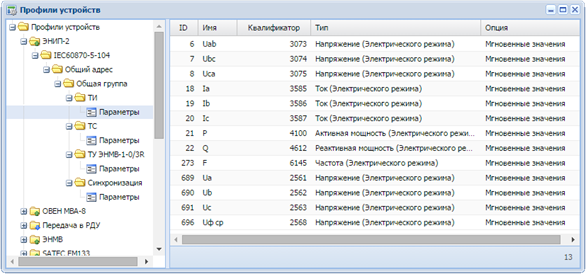 Профили устройств
Профили устройств
ЭНИП-2
IEC60870-5-104
Общий адрес
Общая группа
ТИ
Параметры
ТС
Параметры
ТУ ЭНМВ-1-0/3R
Параметры
Синхронизация
Параметры
ОВЕН МВА-8
Передача в РДУ
ЭНМВ
SATEC EM133
ID Имя Квалификатор Тип Опция
6 Uab 3073 Напряжение (Электрического режима) Мгновенные значения
7 Ubc 3074 Напряжение (Электрического режима) Мгновенные значения
8 Uca 3075 Напряжение (Электрического режима) Мгновенные значения
18 Ia 3585 Ток (Электрического режима) Мгновенные значения
19 Ib 3586 Ток (Электрического режима) Мгновенные значения
20 Ic 3587 Ток (Электрического режима) Мгновенные значения
21 P 4100 Активная мощность (Электрического режи... Мгновенные значения
22 Q 4612 Реактивная мощность (Электрического ре... Мгновенные значения
273 F 6145 Частота (Электрического режима) Мгновенные значения
689 Ua 2561 Напряжение (Электрического режима) Мгновенные значения
690 Ub 2562 Напряжение (Электрического режима) Мгновенные значения
691 Uc 2563 Напряжение (Электрического режима) Мгновенные значения
696 Uф ср 2568 Напряжение (Электрического режима) Мгновенные значения
13